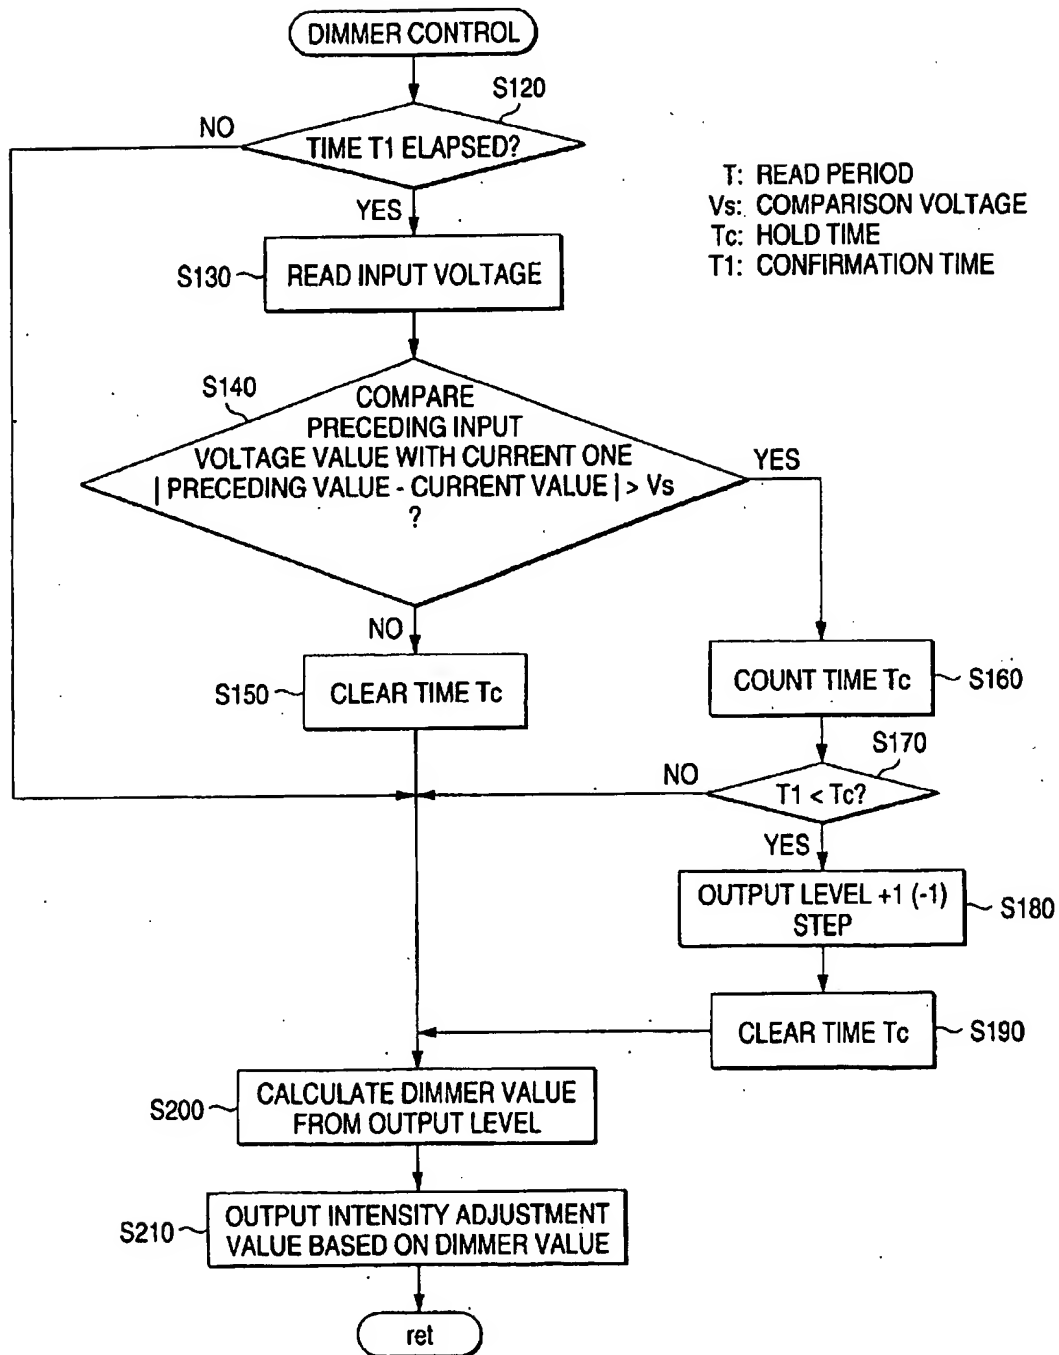 DIMMER CONTROL
S120
NO
TIME T1 ELAPSED?
T: READ PERIOD
Vs: COMPARISON VOLTAGE
Tc: HOLD TIME
T1: CONFIRMATION TIME
YES
S130
READ INPUT VOLTAGE
S140
COMPARE
PRECEDING INPUT
VOLTAGE VALUE WITH CURRENT ONE
| PRECEDING VALUE - CURRENT VALUE | > Vs
?
YES
NO
S150
CLEAR TIME Tc
COUNT TIME Tc
S160
S170
NO
T1 < Tc?
YES
OUTPUT LEVEL +1 (-1)
STEP
S180
CLEAR TIME Tc
S190
S200
CALCULATE DIMMER VALUE
FROM OUTPUT LEVEL
S210
OUTPUT INTENSITY ADJUSTMENT
VALUE BASED ON DIMMER VALUE
ret